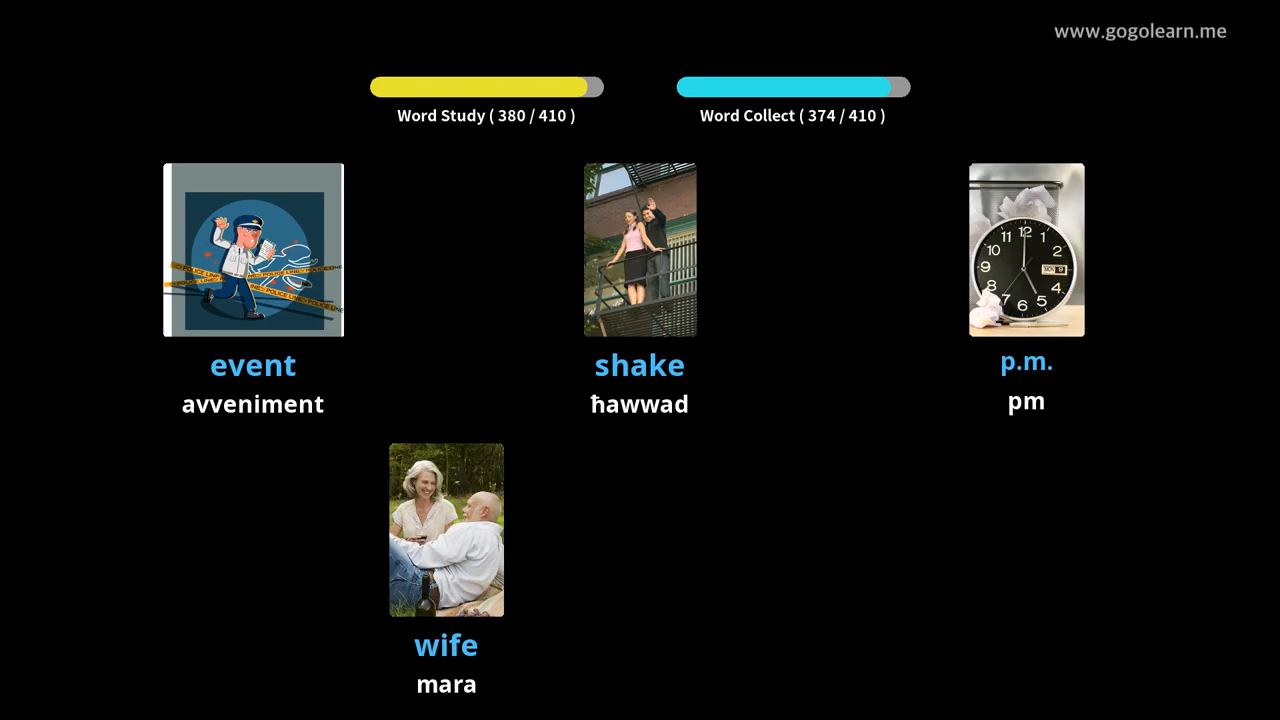 www.gogolearn.me
Word Study ( 380 / 410 )
Word Collect ( 374 / 410 )
event
avveniment
shake
ħawwad
p.m.
pm
wife
mara